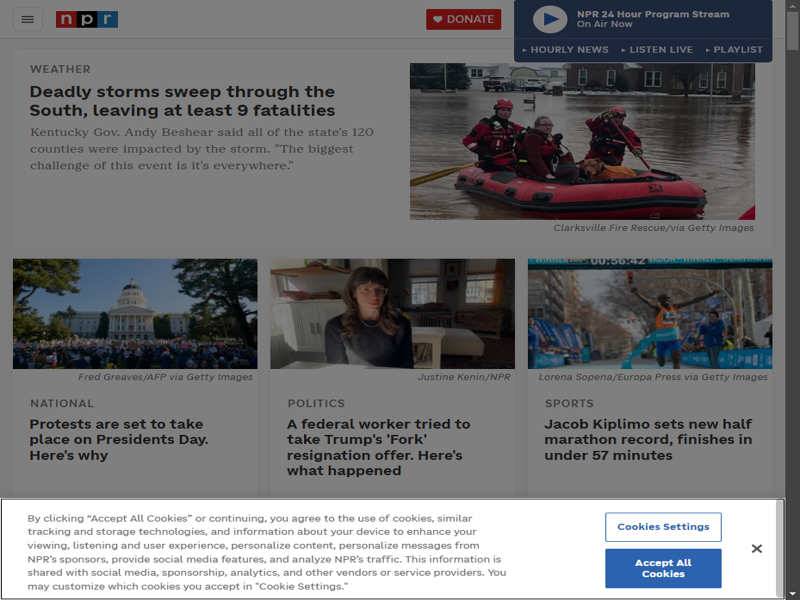 npr
DONATE
NPR 24 Hour Program Stream
On Air Now
HOURLY NEWS
LISTEN LIVE
PLAYLIST
WEATHER
Deadly storms sweep through the
South, leaving at least 9 fatalities
Kentucky Gov. Andy Beshear said all of the state's 120
counties were impacted by the storm. "The biggest
challenge of this event is it's everywhere."
Clarksville Fire Rescue/via Getty Images
00:56:42
Fred Greaves/AFP via Getty Images
Justine Kenin/NPR
Lorena Sopena/Europa Press via Getty Images
NATIONAL
Protests are set to take
place on Presidents Day.
Here's why
POLITICS
A federal worker tried to
take Trump's 'Fork'
resignation offer. Here's
what happened
SPORTS
Jacob Kiplimo sets new half
marathon record, finishes in
under 57 minutes
By clicking “Accept All Cookies” or continuing, you agree to the use of cookies, similar
tracking and storage technologies, and information about your device to enhance your
viewing, listening and user experience, personalize content, personalize messages from
NPR’s sponsors, provide social media features, and analyze NPR’s traffic. This information is
shared with social media, sponsorship, analytics, and other vendors or service providers. You
may customize which cookies you accept in "Cookie Settings."
Cookies Settings
Accept All
Cookies